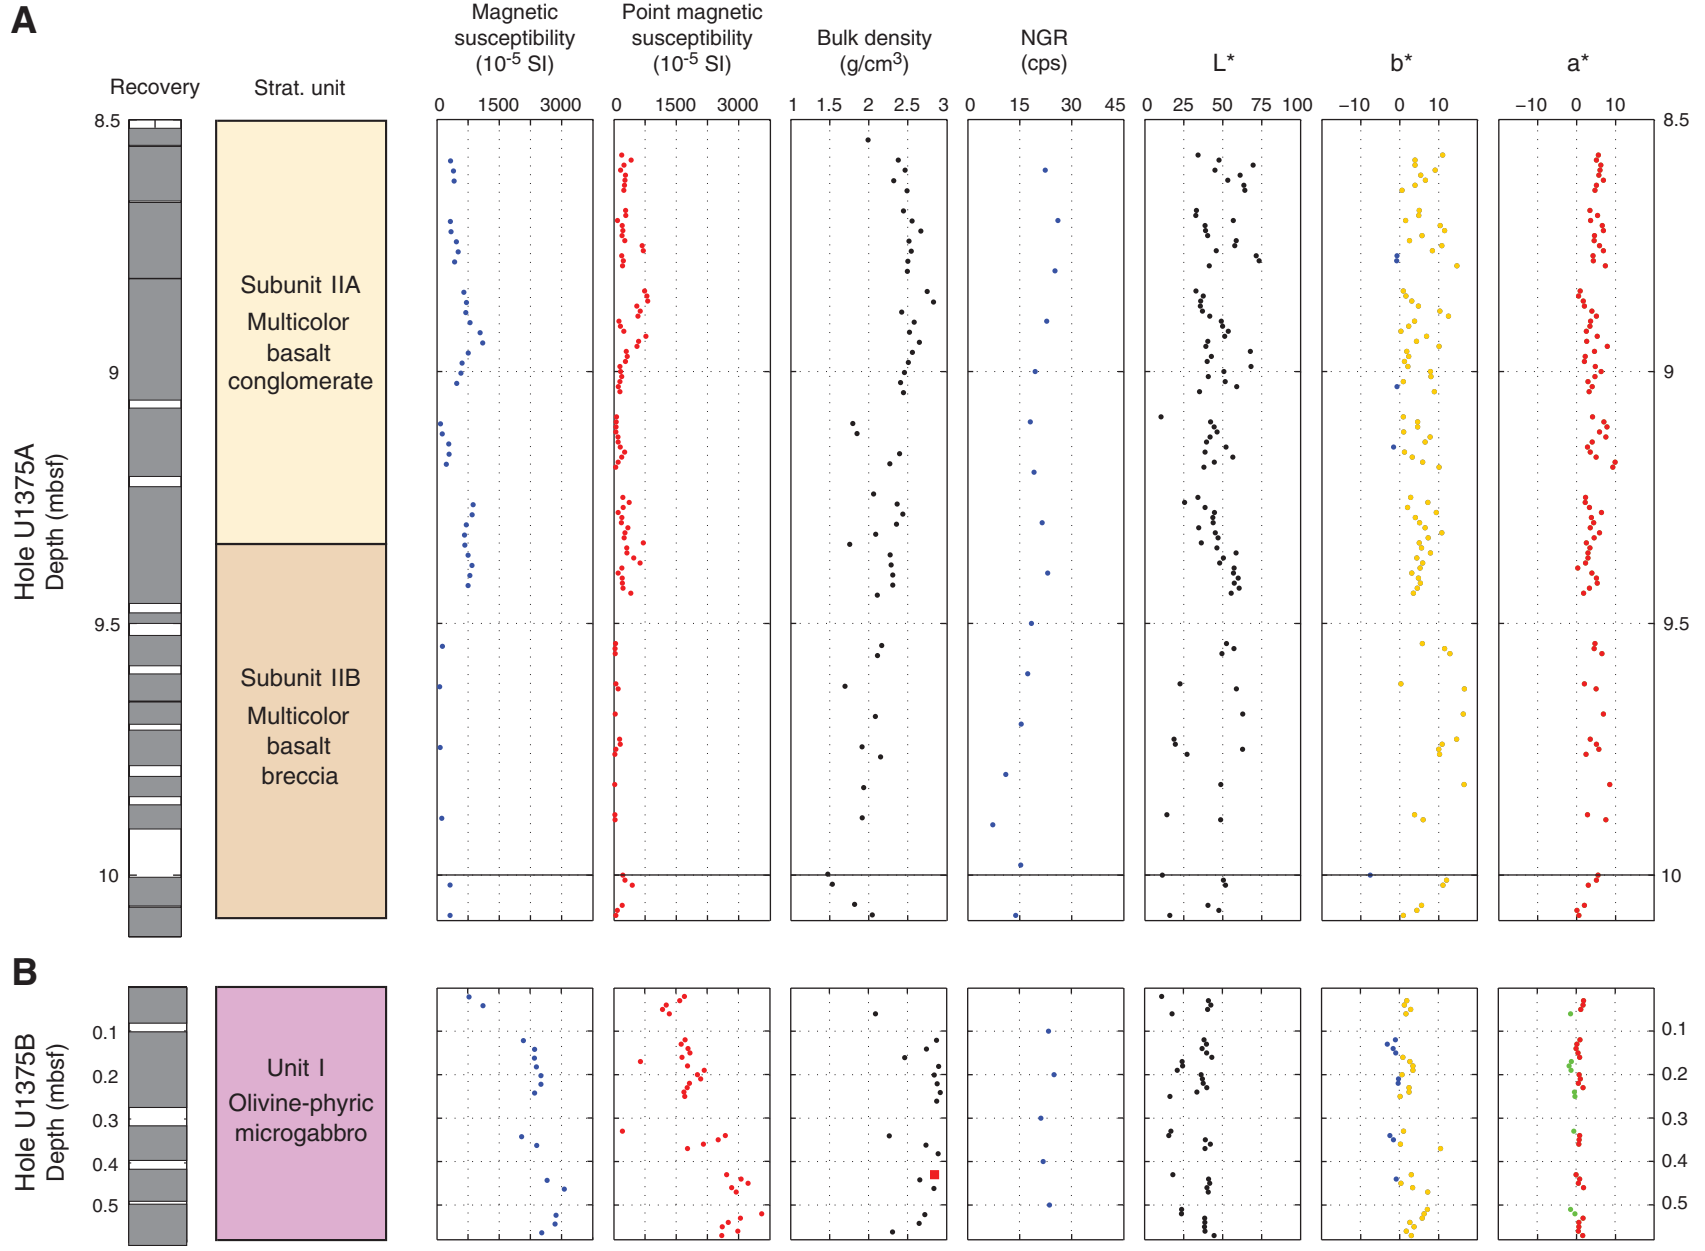 A
Recovery
Strat. unit
Magnetic
susceptibility
(10-5 SI)
Point magnetic
susceptibility
(10-5 SI)
Bulk density
(g/cm3)
NGR
(cps)
L*
b*
a*
0 1500 3000
0 1500 3000
1 1.5 2 2.5 3
0 15 30 45
0 25 50 75 100
−10 0 10
−10 0 10
8.5
9
9.5
10
Hole U1375A
Depth (mbsf)
Subunit IIA
Multicolor
basalt
conglomerate
Subunit IIB
Multicolor
basalt
breccia
8.5
9
9.5
10
B
Hole U1375B
Depth (mbsf)
0.1
0.2
0.3
0.4
0.5
Unit I
Olivine-phyric
microgabbro
0.1
0.2
0.3
0.4
0.5